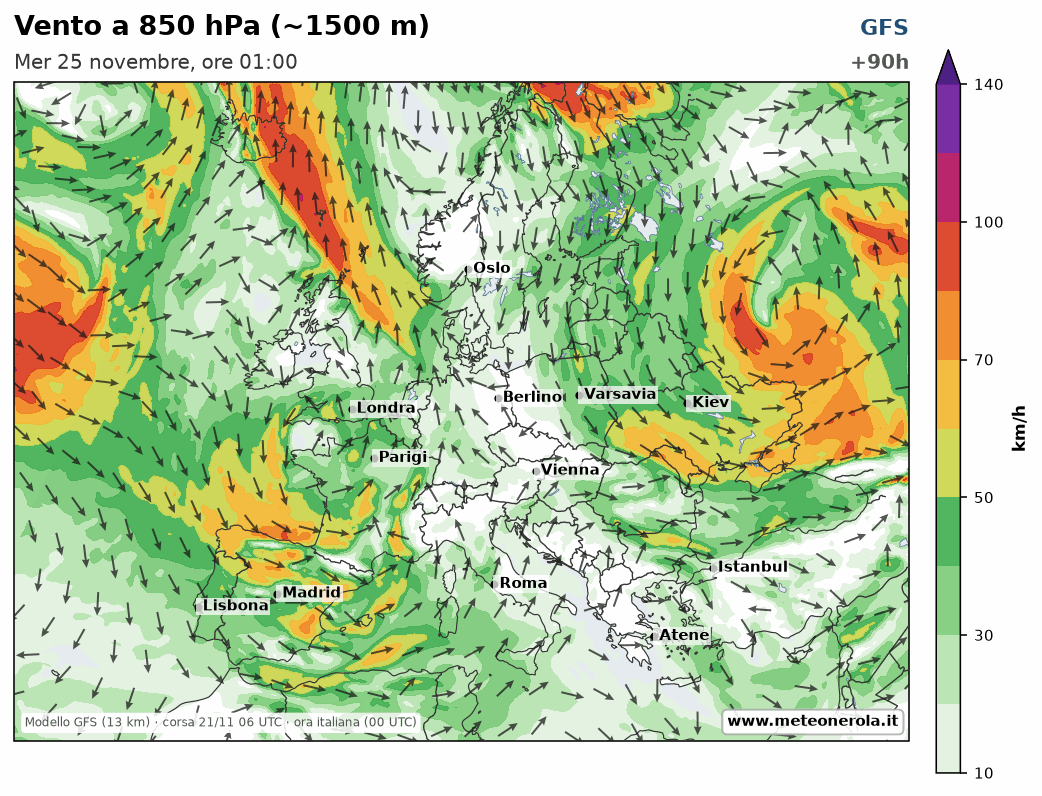 Vento a 850 hPa (~1500 m)
GFS
Mer 25 novembre, ore 01:00
+90h
140
100
70
50
30
10
km/h
Oslo
Berlino
Varsavia
Kiev
Londra
Parigi
Vienna
Istanbul
Roma
Madrid
Lisbona
Atene
Modello GFS (13 km) · corsa 21/11 06 UTC · ora italiana (00 UTC)
www.meteonerola.it